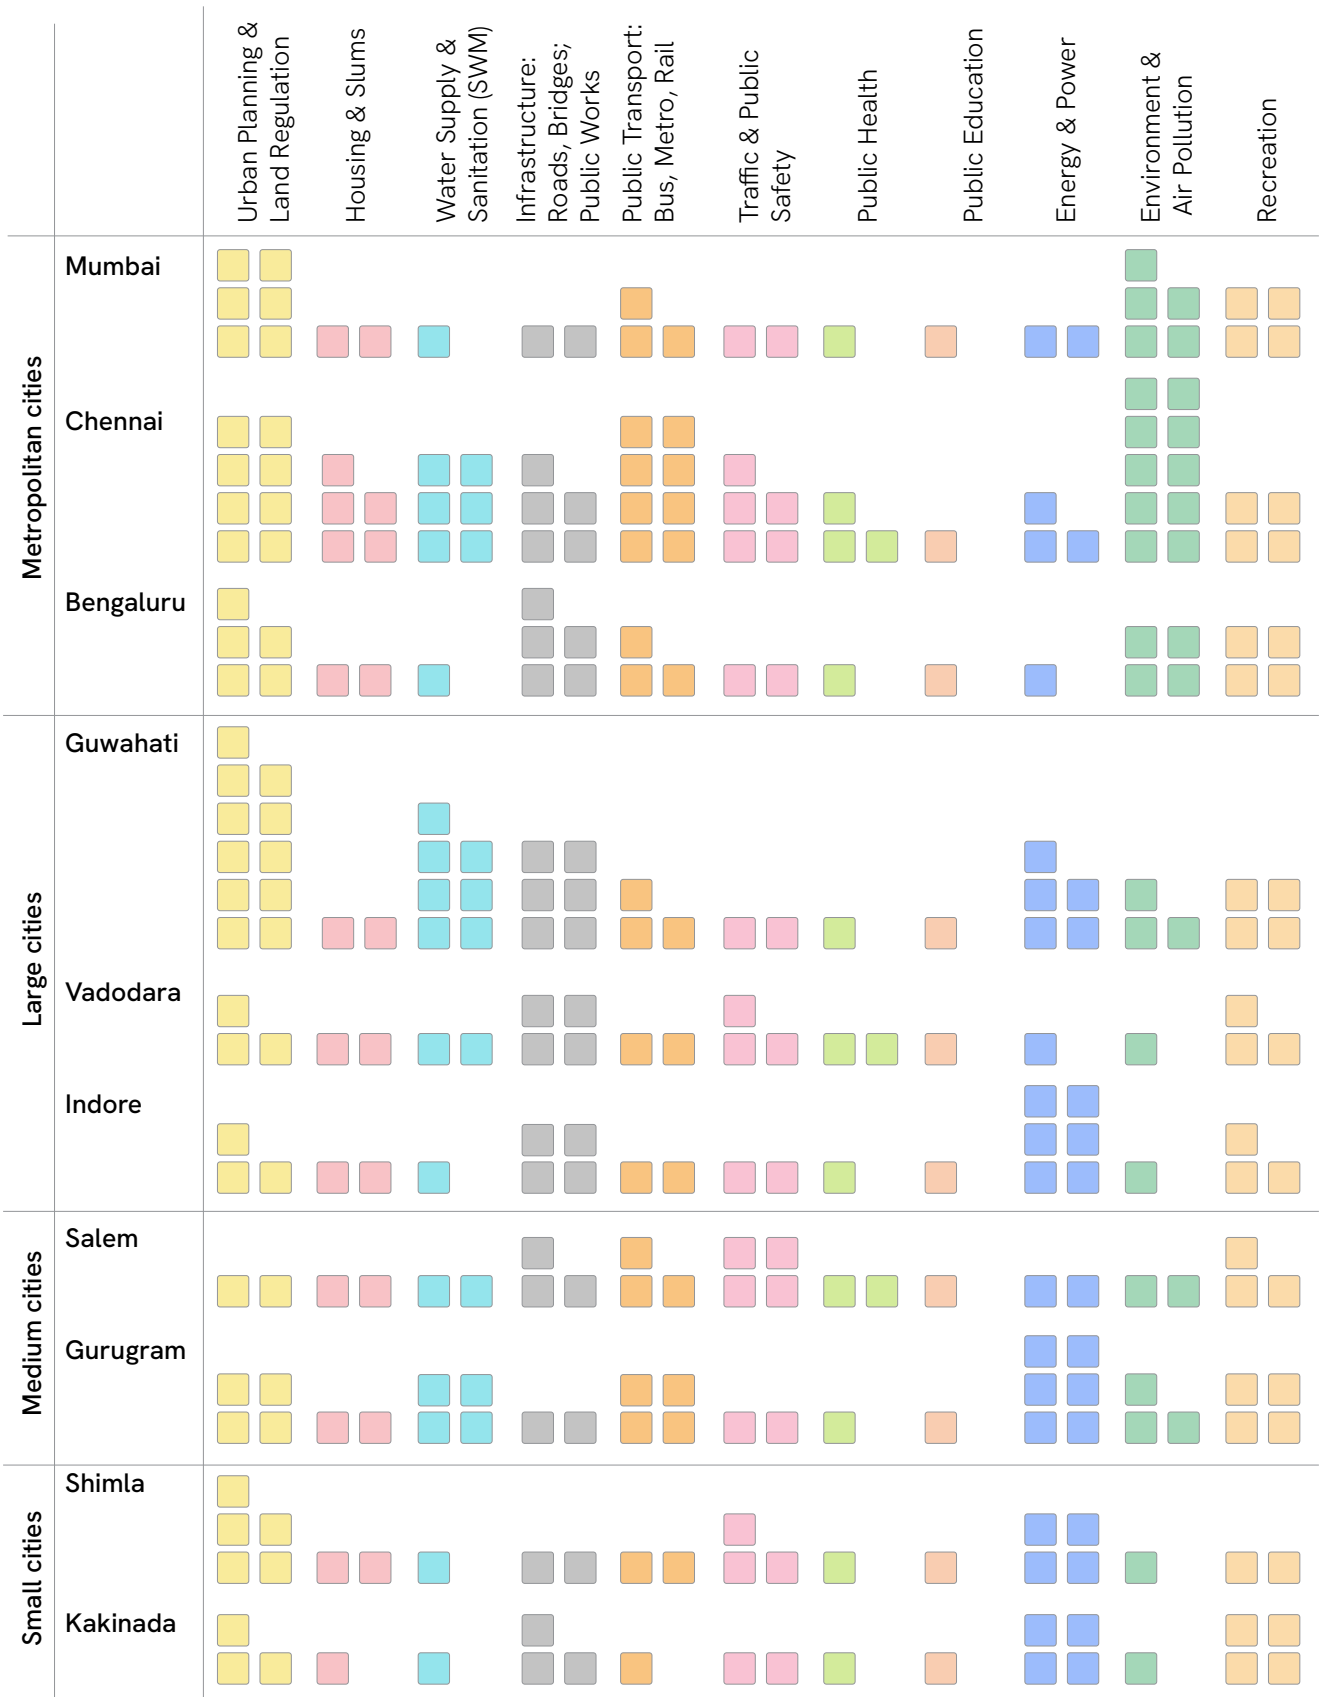 Urban Planning &
Land Regulation
Housing & Slums
Water Supply &
Sanitation (SWM)
Infrastructure:
Roads, Bridges;
Public Works
Public Transport:
Bus, Metro, Rail
Traffic & Public
Safety
Public Health
Public Education
Energy & Power
Environment &
Air Pollution
Recreation
Metropolitan cities
Mumbai
Chennai
Bengaluru
Large cities
Guwahati
Vadodara
Indore
Medium cities
Salem
Gurugram
Small cities
Shimla
Kakinada